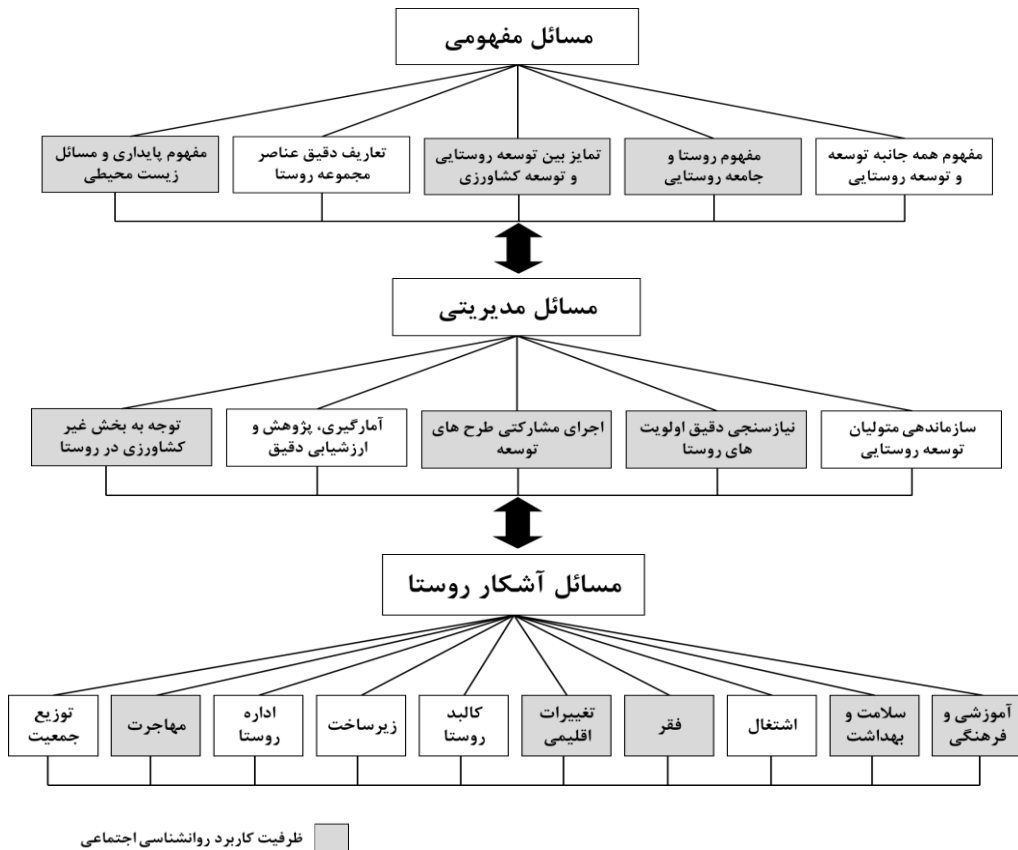 مسائل مفهومی
مفهوم همه جانبه توسعه
و توسعه روستایی
مفهوم روستا و
جامعه روستایی
تمایز بین توسعه روستایی
و توسعه کشاورزی
تعاریف دقیق عناصر
مجموعه روستا
مفهوم پایداری و مسائل
زیست محیطی
مسائل مدیریتی
سازماندهی متولیان
توسعه روستایی
نیازسنجی دقیق اولویت
های روستا
اجرای مشارکتی طرح های
توسعه
آمارگیری، پژوهش و
ارزشیابی دقیق
توجه به بخش غیر
کشاورزی در روستا
مسائل آشکار روستا
آموزشی و
فرهنگی
سلامت و
بهداشت
اشتغال
فقر
تغییرات
اقلیمی
کالبد
روستا
زیرساخت
اداره
روستا
مهاجرت
توزیع
جمعیت
ظرفیت کاربرد روانشناسی اجتماعی